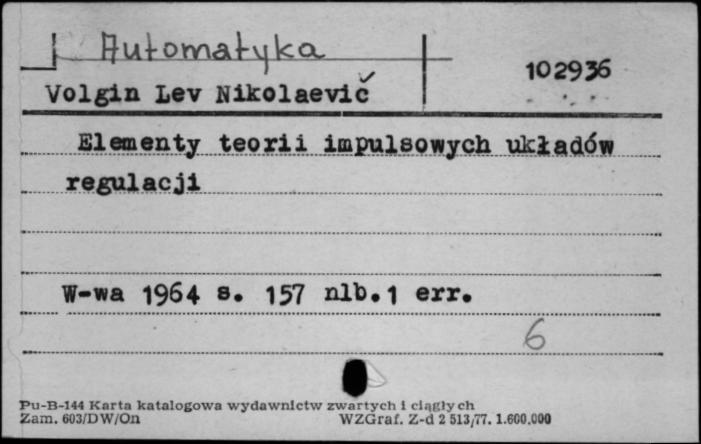 Automatyka
102936
Volgin Lev Nikolaevič
Elementy teorii impulsowych układów
regulacji
W-wa 1964 s. 157 nlb.1 err.
6
Pu-B-144 Karta katalogowa wydawnictw zwartych i ciągłych
Zam. 603/DW/On WZGraf. Z-d 2 513/77. 1.600.000